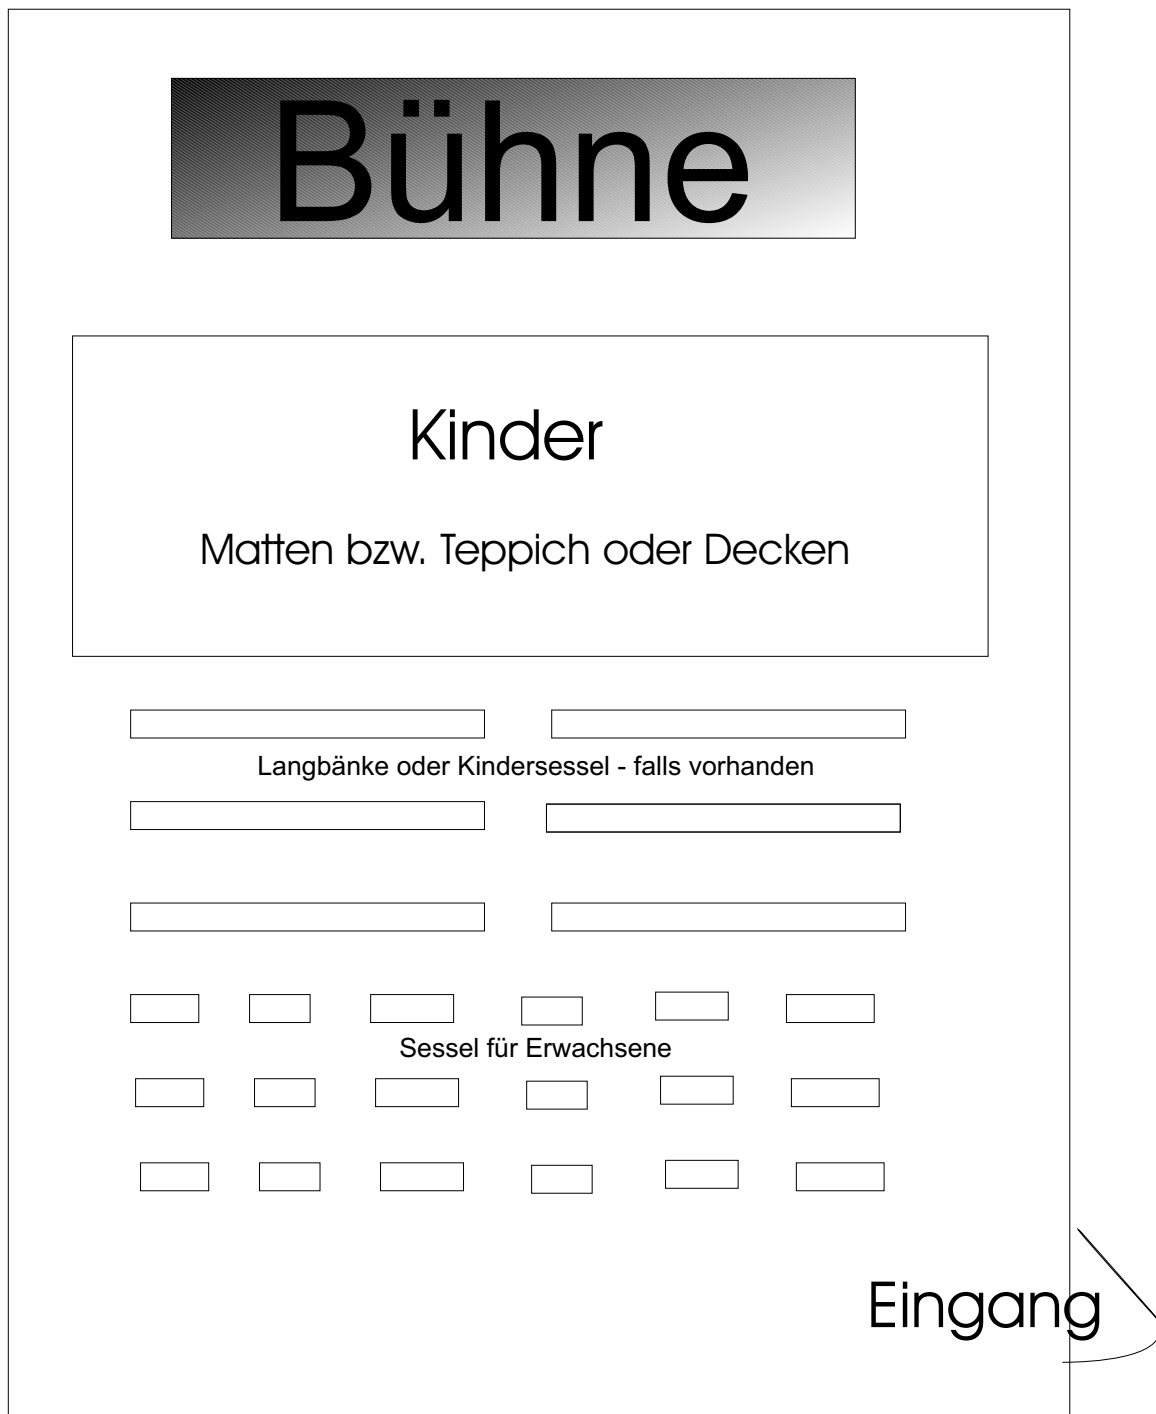 Bühne
Kinder
Matten bzw. Teppich oder Decken
Langbänke oder Kindersessel - falls vorhanden
Sessel für Erwachsene
Eingang